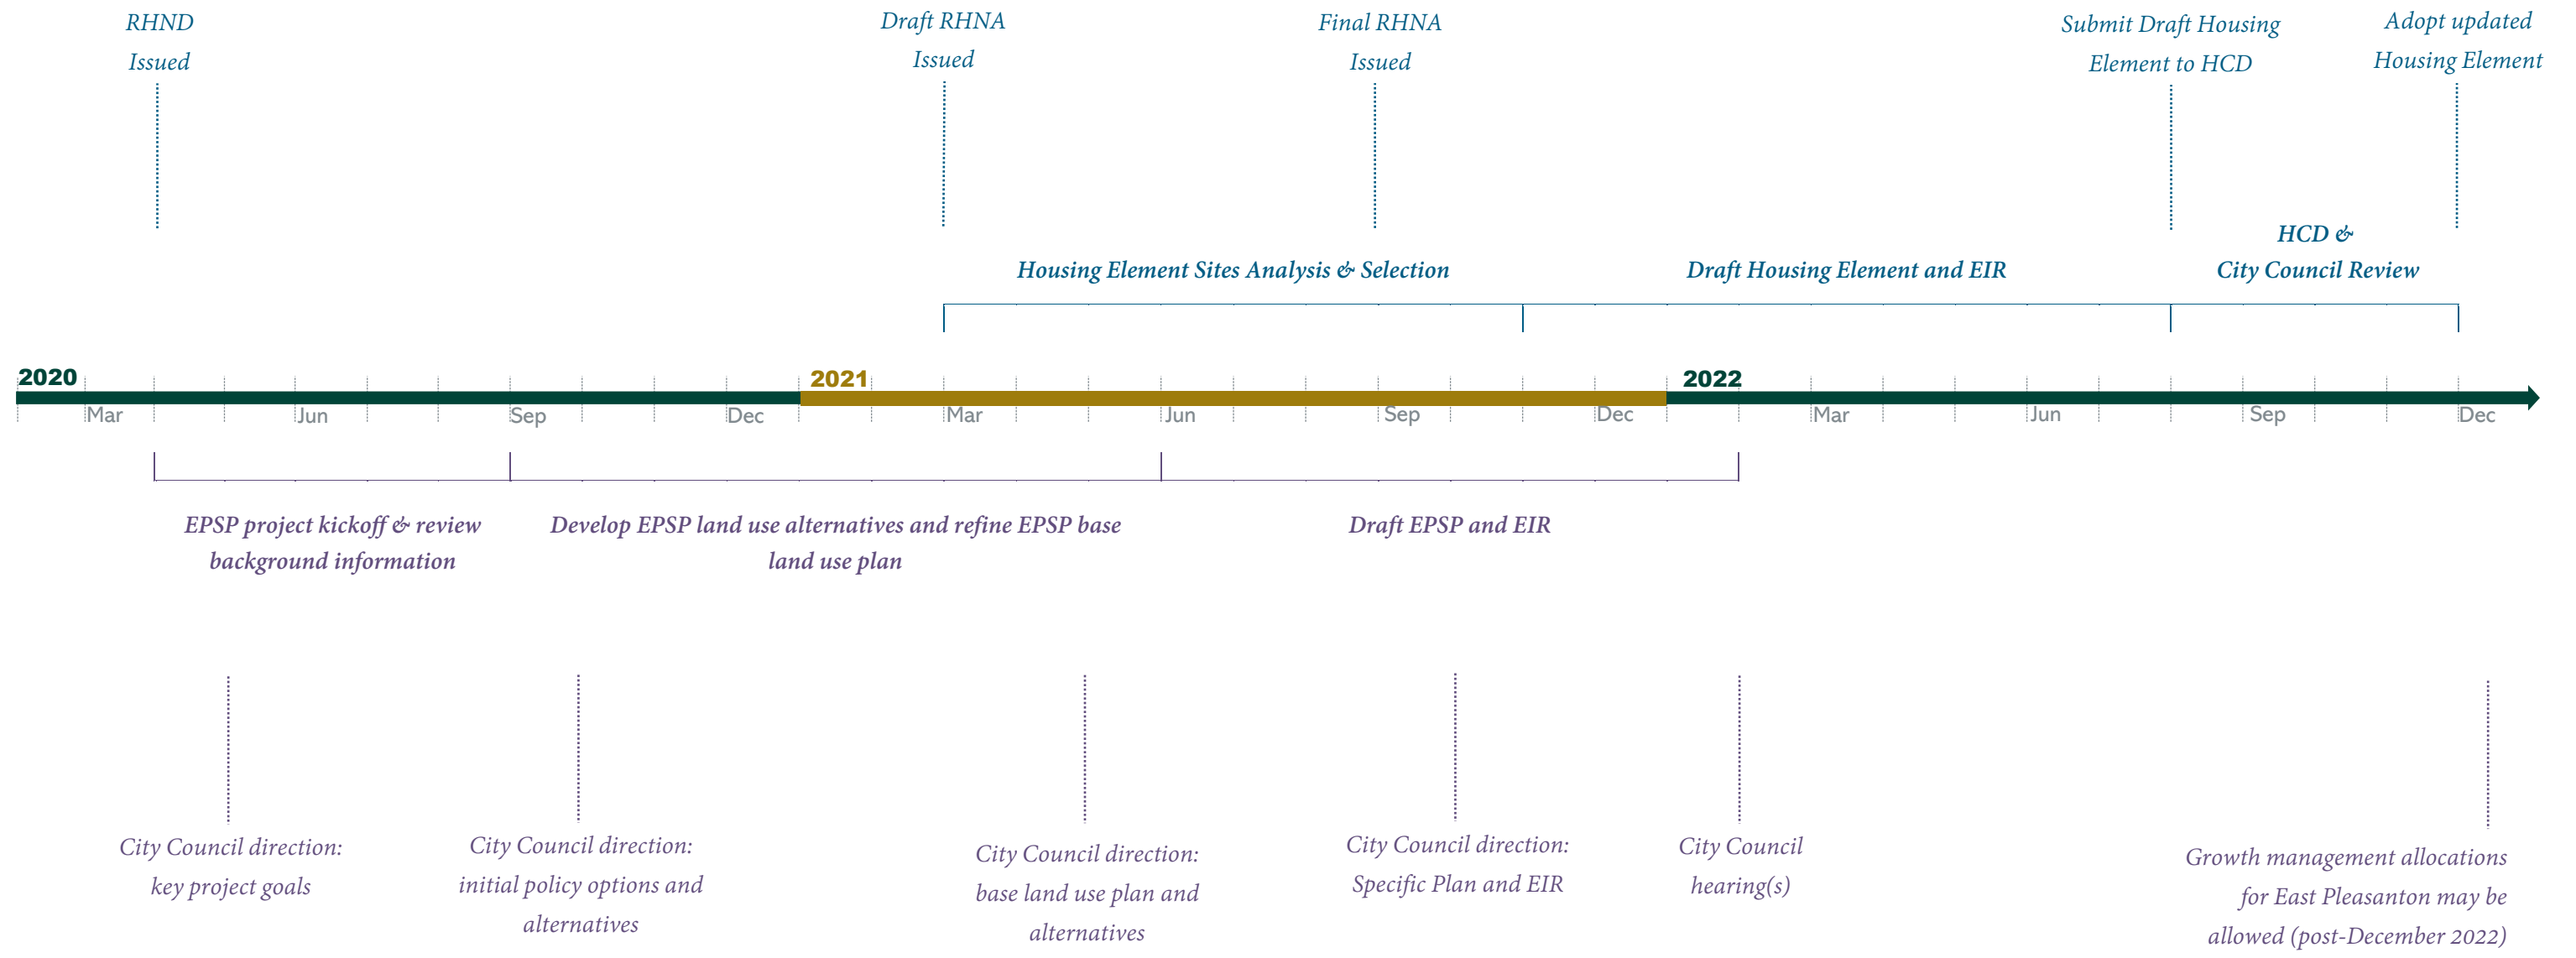 RHND
Issued
Draft RHNA
Issued
Final RHNA
Issued
Submit Draft Housing
Element to HCD
Adopt updated
Housing Element
Housing Element Sites Analysis & Selection
Draft Housing Element and EIR
HCD &
City Council Review
2020
2021
2022
Mar
Jun
Sep
Dec
Mar
Jun
Sep
Dec
Mar
Jun
Sep
Dec
EPSP project kickoff & review
background information
Develop EPSP land use alternatives and refine EPSP base
land use plan
Draft EPSP and EIR
City Council direction:
key project goals
City Council direction:
initial policy options and
alternatives
City Council direction:
base land use plan and
alternatives
City Council direction:
Specific Plan and EIR
City Council
hearing(s)
Growth management allocations
for East Pleasanton may be
allowed (post-December 2022)